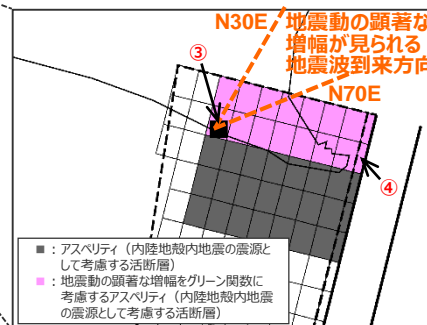 N30E 地震動の顕著な
増幅が見られる
地震波到来方向
N70E
③
④
■：アスペリティ（内陸地殻内地震の震源と
して考慮する活断層）
■：地震動の顕著な増幅をグリーン関数に
考慮するアスペリティ（内陸地殻内地震
の震源として考慮する活断層）